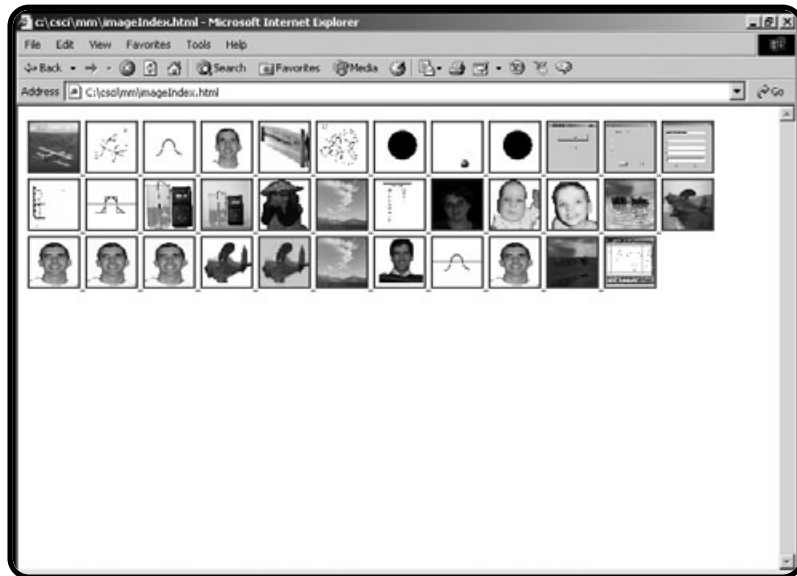 C:\csci\mm\imageIndex.html - Microsoft Internet Explorer
File Edit View Favorites Tools Help
Back Search Favorites Media
Address C:\csci\mm\imageIndex.html Go